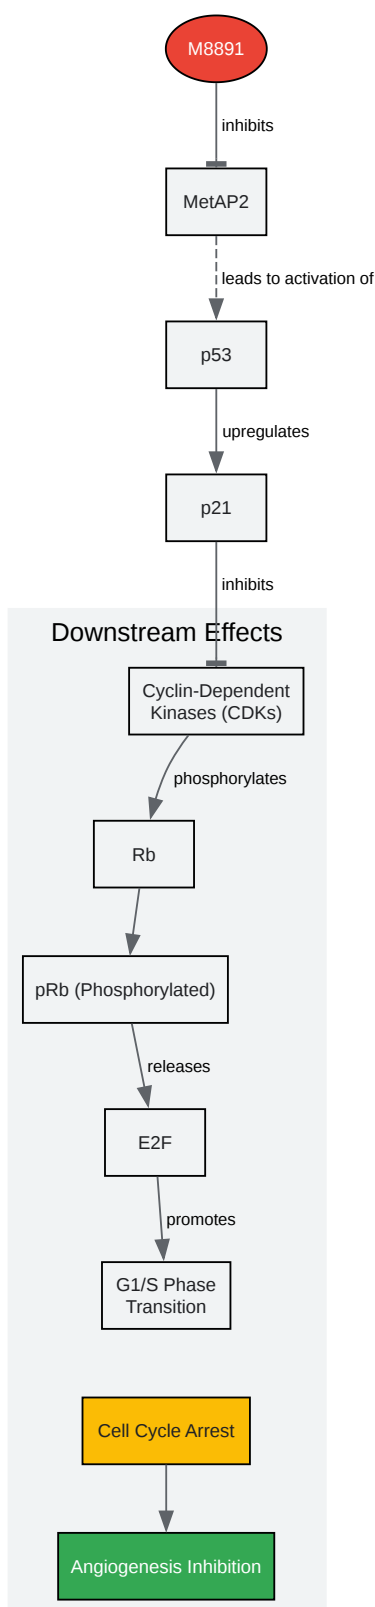 M8891
inhibits
MetAP2
leads to activation of
p53
upregulates
p21
inhibits
Downstream Effects
Cyclin-Dependent
Kinases (CDKs)
phosphorylates
Rb
pRb (Phosphorylated)
releases
E2F
promotes
G1/S Phase
Transition
Cell Cycle Arrest
Angiogenesis Inhibition